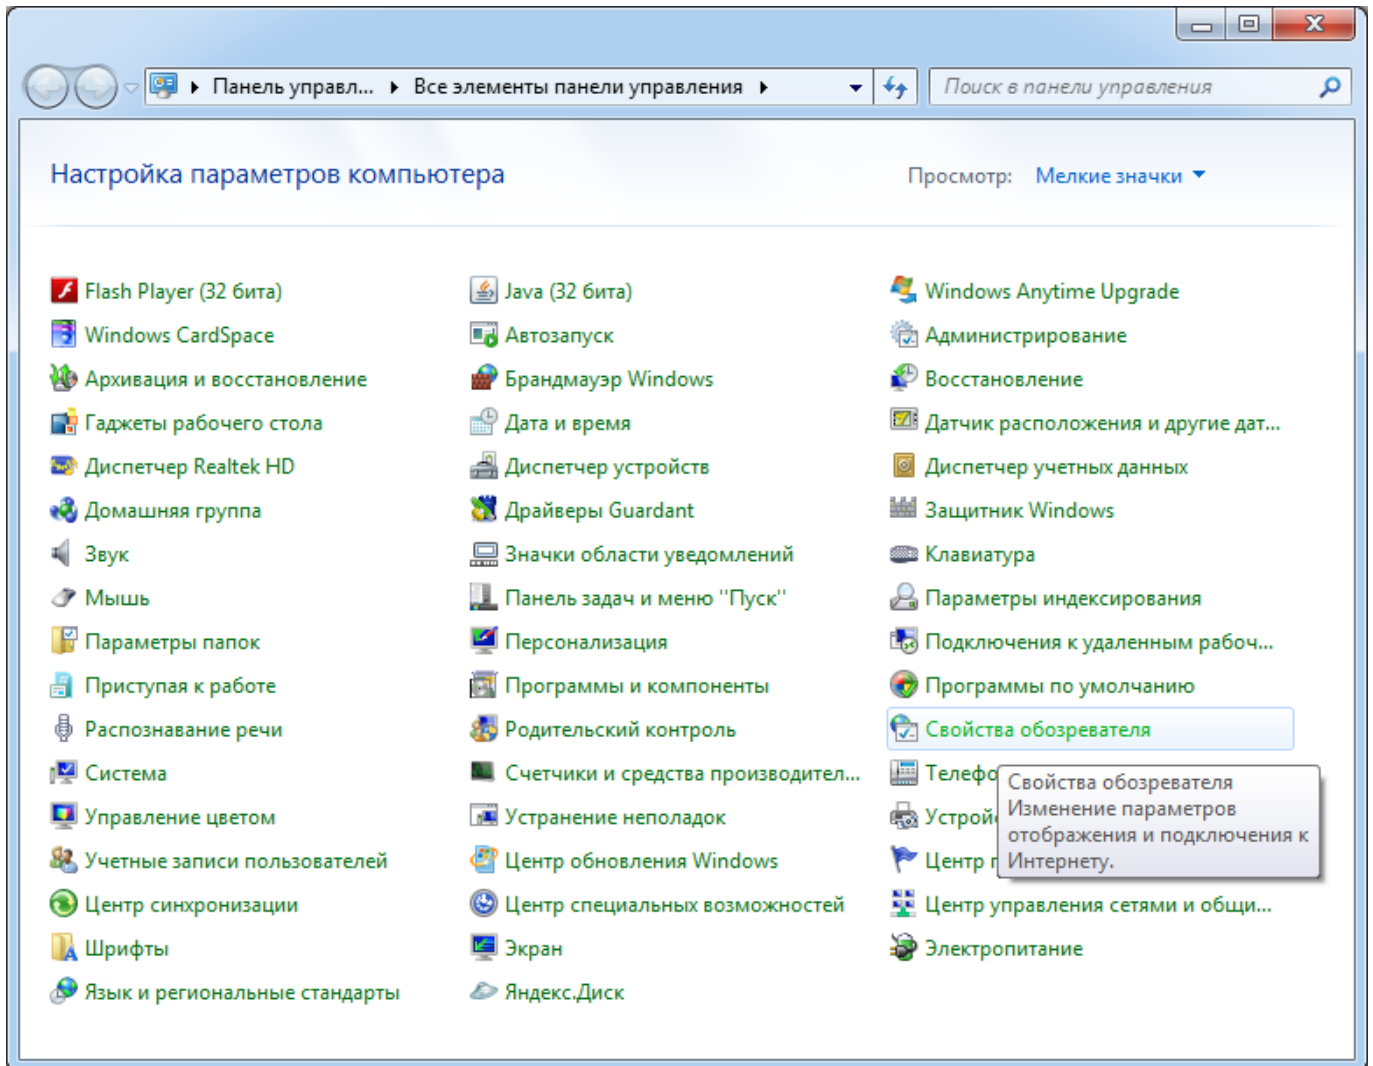 Панель управл... Все элементы панели управления
Поиск в панели управления
Настройка параметров компьютера
Просмотр: Мелкие значки
Flash Player (32 бита)
Java (32 бита)
Windows Anytime Upgrade
Windows CardSpace
Автозапуск
Администрирование
Архивация и восстановление
Брандмауэр Windows
Восстановление
Гаджеты рабочего стола
Дата и время
Датчик расположения и другие дат...
Диспетчер Realtek HD
Диспетчер устройств
Диспетчер учетных данных
Домашняя группа
Драйверы Guardant
Защитник Windows
Звук
Значки области уведомлений
Клавиатура
Мышь
Панель задач и меню "Пуск"
Параметры индексирования
Параметры папок
Персонализация
Подключения к удаленным рабоч...
Приступая к работе
Программы и компоненты
Программы по умолчанию
Распознавание речи
Родительский контроль
Свойства обозревателя
Система
Счетчики и средства производител...
Телефо
Свойства обозревателя
Изменение параметров
отображения и подключения к
Интернету.
Управление цветом
Устранение неполадок
Устрой
Учетные записи пользователей
Центр обновления Windows
Центр
Центр синхронизации
Центр специальных возможностей
Центр управления сетями и общи...
Шрифты
Экран
Электропитание
Язык и региональные стандарты
Яндекс.Диск